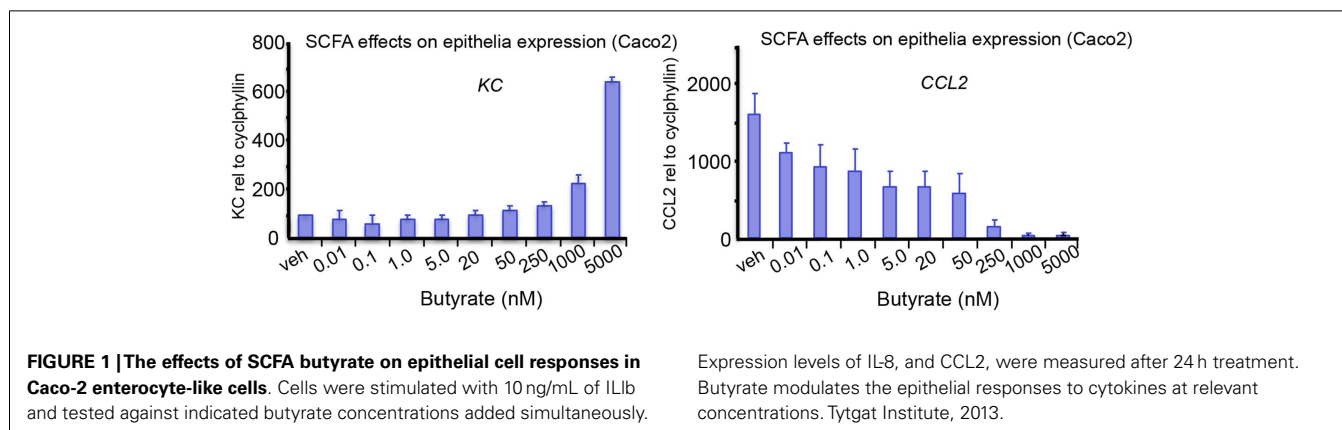 SCFA effects on epithelia expression (Caco2)
KC
KC rel to cyclphyllin
800
600
400
200
0
veh 0.01 0.1 1.0 5.0 20 50 250 1000 5000
Butyrate (nM)
SCFA effects on epithelia expression (Caco2)
CCL2
CCL2 rel to cyclphyllin)
2000
1000
0
veh 0.01 0.1 1.0 5.0 20 50 250 1000 5000
Butyrate (nM)
FIGURE 1 | The effects of SCFA butyrate on epithelial cell responses in
Caco-2 enterocyte-like cells. Cells were stimulated with 10 ng/mL of ILIb
and tested against indicated butyrate concentrations added simultaneously.
Expression levels of IL-8, and CCL2, were measured after 24 h treatment.
Butyrate modulates the epithelial responses to cytokines at relevant
concentrations. Tytgat Institute, 2013.